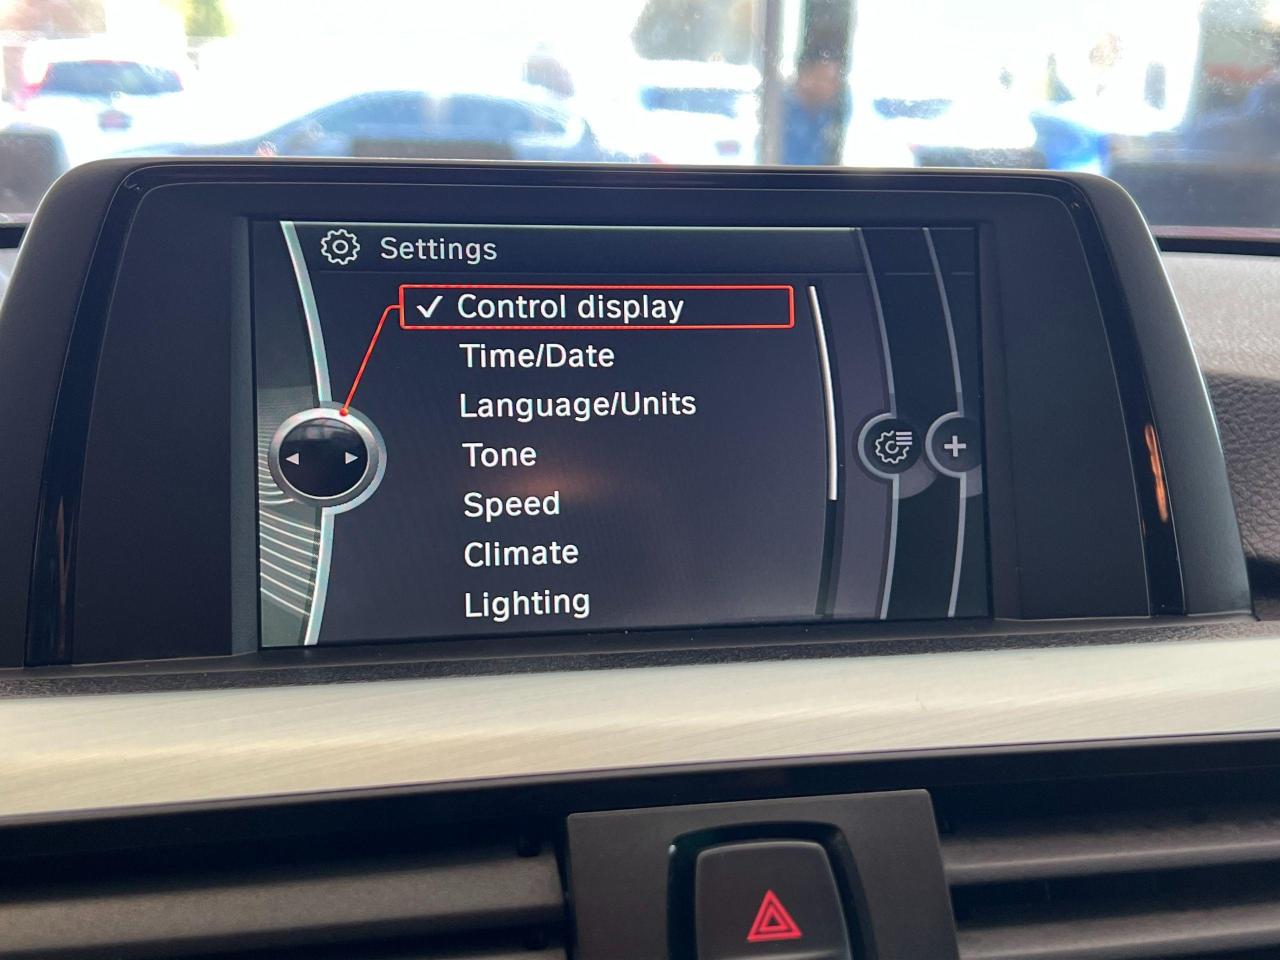 Settings
✓ Control display
Time/Date
Language/Units
Tone
Speed
Climate
Lighting